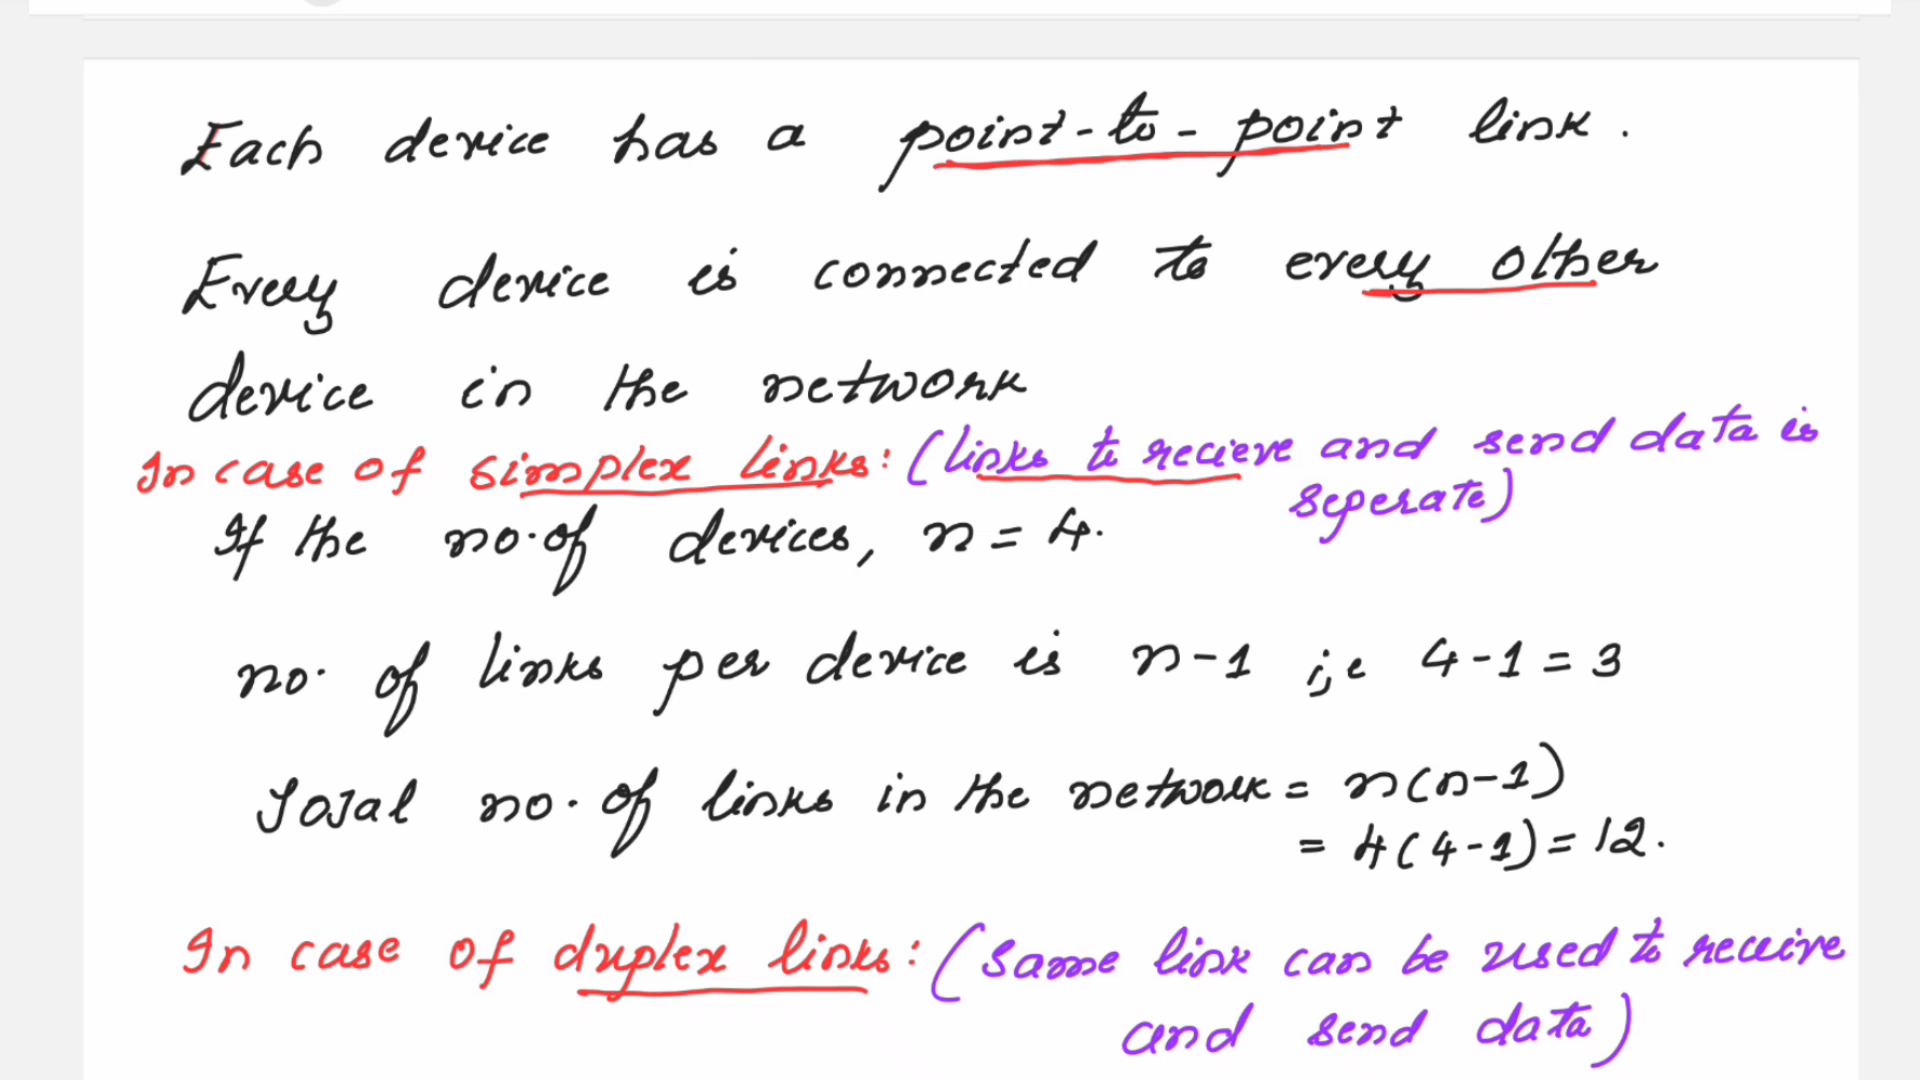 Each device has a point-to-point link.
Every device is connected to every other
device in the network
In case of simplex links: (links to recieve and send data is
seperate)
If the no. of devices, n = 4.
no. of links per device is n-1 i,e 4-1=3
Total no. of links in the network = n(n-1)
= 4(4-1)=12.
In case of duplex links: (Same link can be used to receive
and send data)